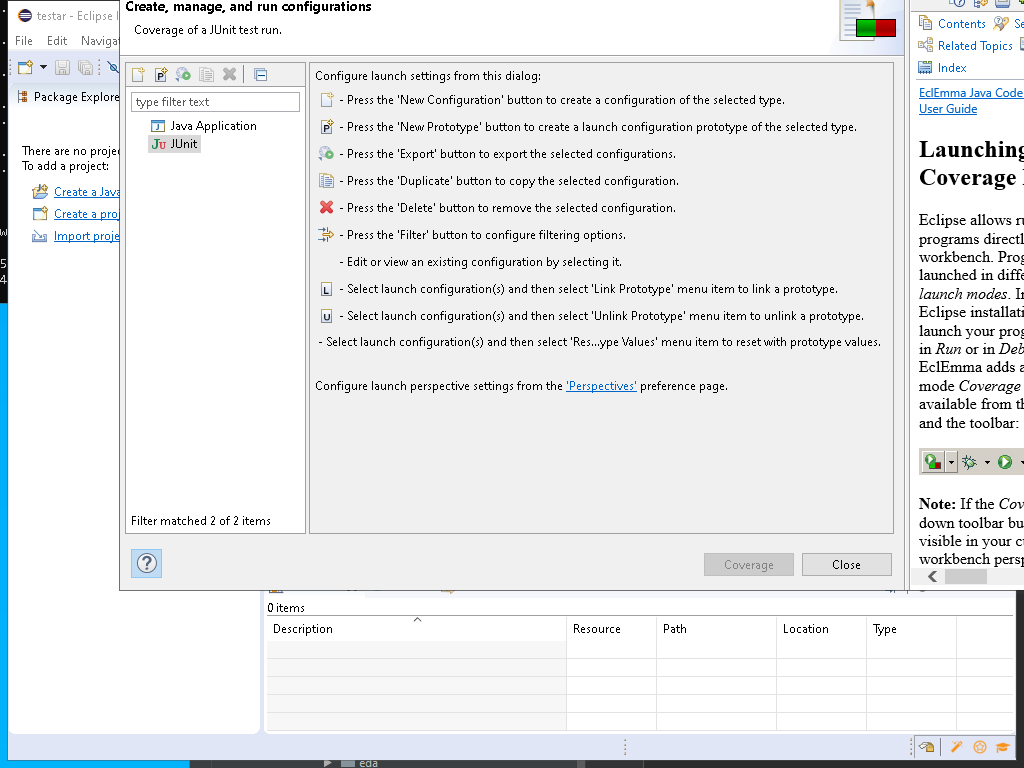 Create, manage, and run configurations
Coverage of a JUnit test run.
testar - Eclipse I
File Edit Navigat
Package Explore
There are no projec
To add a project:
Create a Java
Create a proj
Import proje
type filter text
Java Application
JUnit
Filter matched 2 of 2 items
Configure launch settings from this dialog:
- Press the 'New Configuration' button to create a configuration of the selected type.
- Press the 'New Prototype' button to create a launch configuration prototype of the selected type.
- Press the 'Export' button to export the selected configurations.
- Press the 'Duplicate' button to copy the selected configuration.
- Press the 'Delete' button to remove the selected configuration.
- Press the 'Filter' button to configure filtering options.
- Edit or view an existing configuration by selecting it.
- Select launch configuration(s) and then select 'Link Prototype' menu item to link a prototype.
- Select launch configuration(s) and then select 'Unlink Prototype' menu item to unlink a prototype.
- Select launch configuration(s) and then select 'Res...ype Values' menu item to reset with prototype values.
Configure launch perspective settings from the 'Perspectives' preference page.
Coverage
Close
Contents Se
Related Topics
Index
EclEmma Java Code
User Guide
Launching
Coverage
Eclipse allows ru
programs directl
workbench. Prog
launched in diffe
launch modes. In
Eclipse installati
launch your prog
in Run or in Deb
EclEmma adds a
mode Coverage
available from th
and the toolbar:
Note: If the Cov
down toolbar bu
visible in your cu
workbench persp
0 items
Description Resource Path Location Type
eda